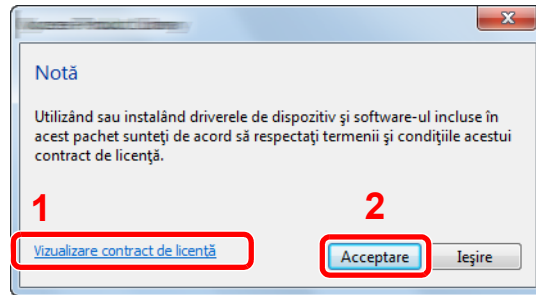 Notă
Utilizând sau instalând driverele de dispozitiv şi software-ul incluse în
acest pachet sunteţi de acord să respectaţi termenii şi condiţiile acestui
contract de licenţă.
1
2
Vizualizare contract de licenţă
Acceptare
Ieşire